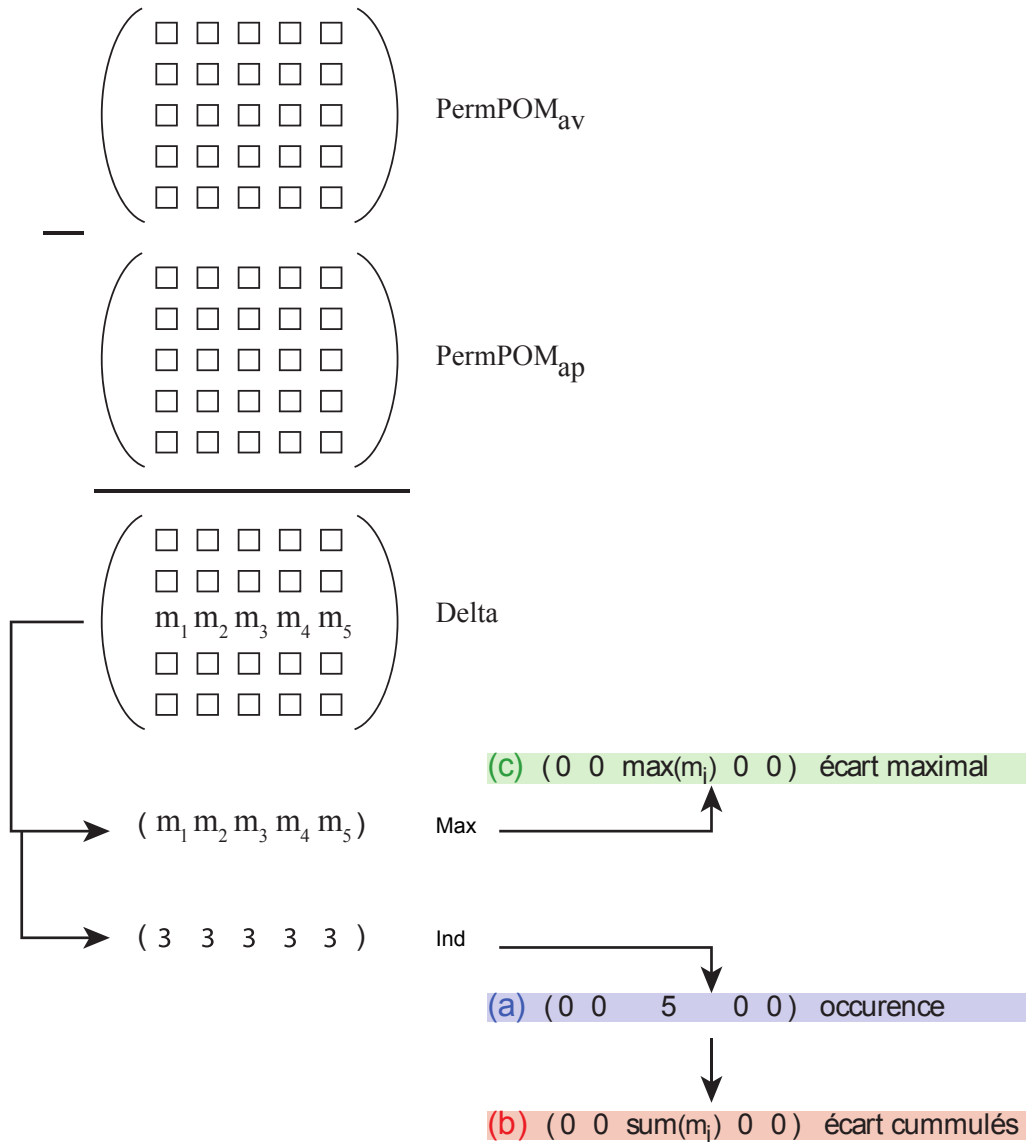 PermPOMav
PermPOMap
m1 m2 m3 m4 m5
Delta
(c) (0 0 max(mi) 0 0) écart maximal
(m1 m2 m3 m4 m5) Max
(3 3 3 3 3) Ind
(a) (0 0 5 0 0) occurence
(b) (0 0 sum(mi) 0 0) écart cummulés